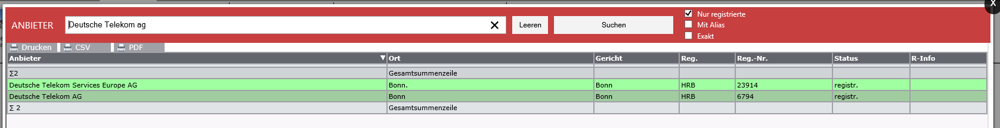 X
Nur registrierte
ANBIETER Deutsche Telekom ag Leeren Suchen Mit Alias
Exakt
Drucken CSV PDF
Anbieter Ort Gericht Reg. Reg.-Nr. Status R-Info
Σ2 Gesamtsummenzeile
Deutsche Telekom Services Europe AG Bonn. Bonn HRB 23914 registr.
Deutsche Telekom AG Bonn Bonn HRB 6794 registr.
Σ 2 Gesamtsummenzeile